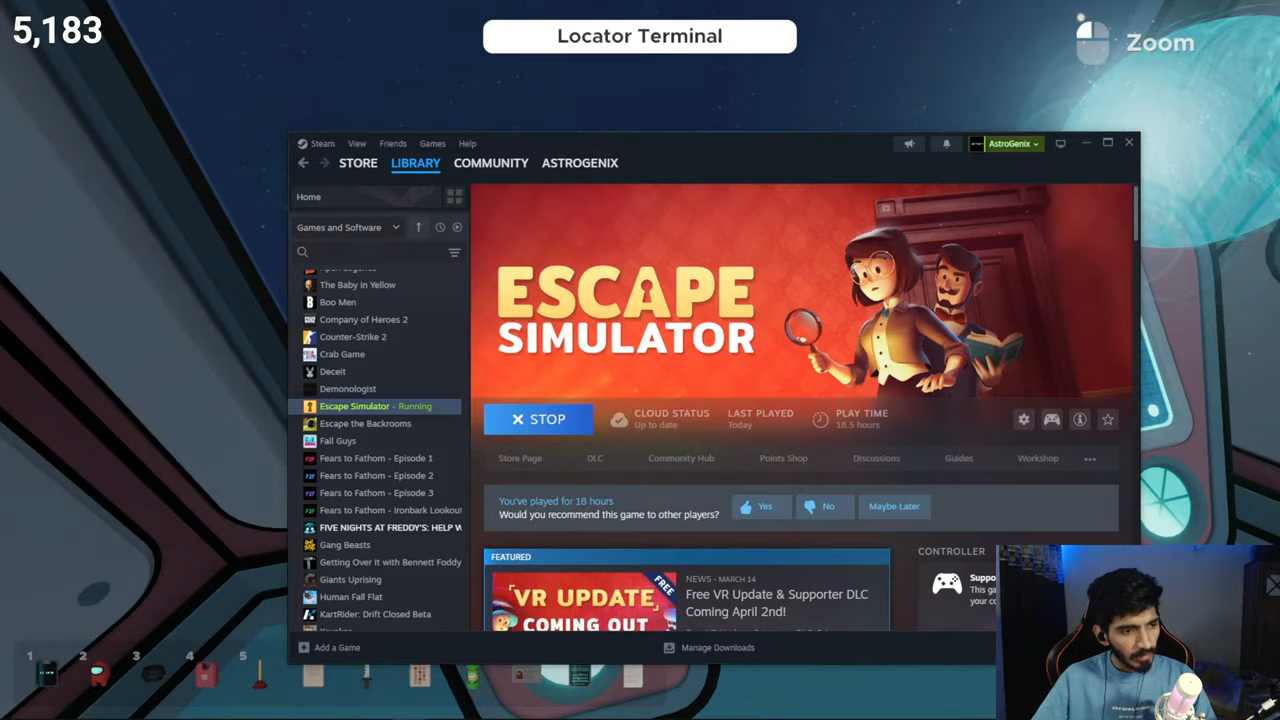 5,183
Locator Terminal
Zoom
Steam View Friends Games Help
AstroGenix
STORE LIBRARY COMMUNITY ASTROGENIX
Home
Games and Software
The Baby in Yellow
Boo Men
Company of Heroes 2
Counter-Strike 2
Crab Game
Deceit
Demonologist
Escape Simulator - Running
Escape the Backrooms
Fall Guys
Fears to Fathom - Episode 1
Fears to Fathom - Episode 2
Fears to Fathom - Episode 3
Fears to Fathom - Ironbark Lookout
FIVE NIGHTS AT FREDDY'S: HELP W
Gang Beasts
Getting Over It with Bennett Foddy
Giants Uprising
Human Fall Flat
KartRider: Drift Closed Beta
ESCAPE
SIMULATOR
STOP
CLOUD STATUS
Up to date
LAST PLAYED
Today
PLAY TIME
18.5 hours
Store Page DLC Community Hub Points Shop Discussions Guides Workshop
You've played for 18 hours
Would you recommend this game to other players?
Yes No Maybe Later
FEATURED
VR UPDATE
COMING OUT
FREE
NEWS - MARCH 14
Free VR Update & Supporter DLC
Coming April 2nd!
CONTROLLER
Suppo
This ga
your co
Add a Game
Manage Downloads
1 2 3 4 5